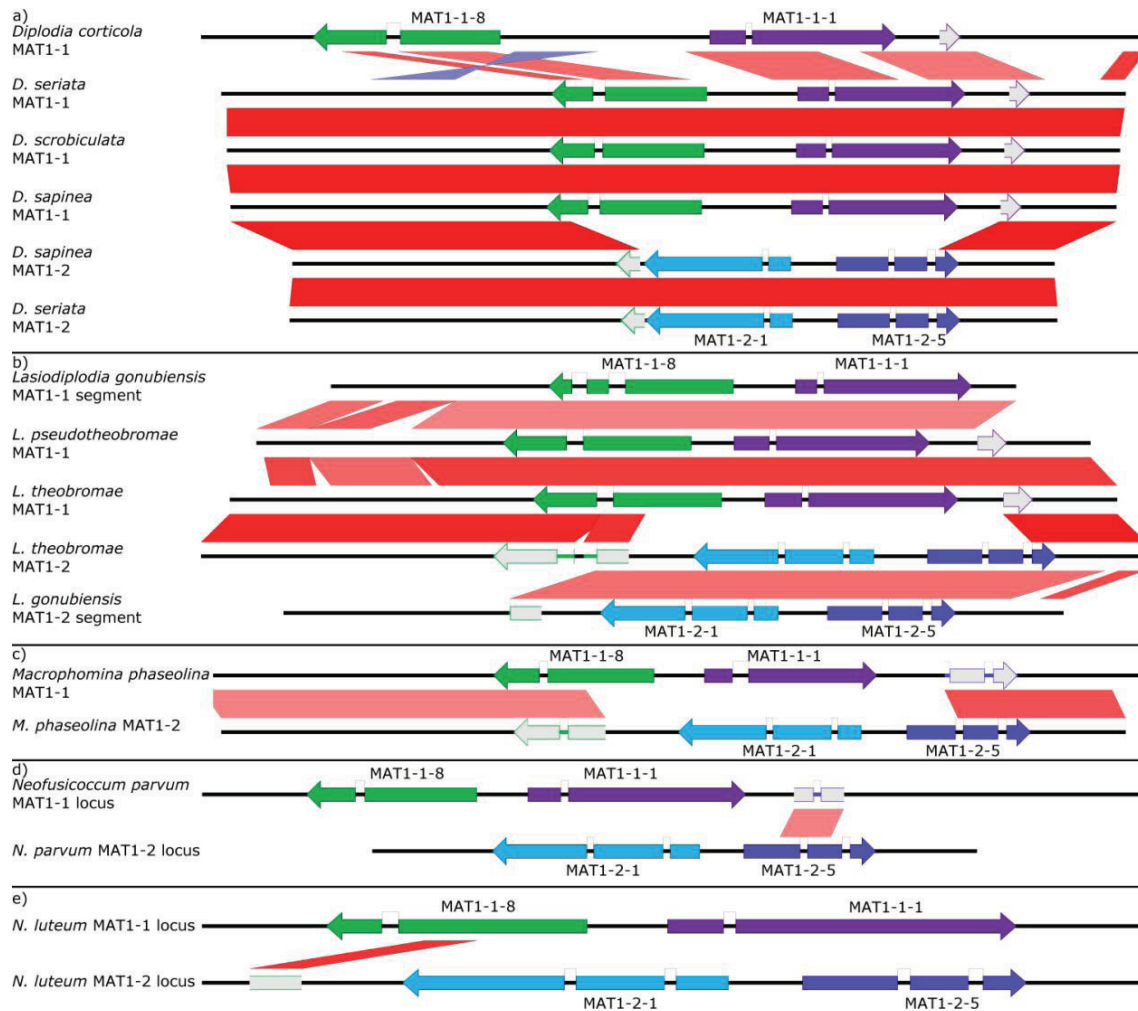 a)
MAT1-1-8 MAT1-1-1
Diplodia corticola
MAT1-1
D. seriata
MAT1-1
D. scrobiculata
MAT1-1
D. sapinea
MAT1-1
D. sapinea
MAT1-2
D. seriata
MAT1-2
MAT1-2-1 MAT1-2-5
b)
MAT1-1-8 MAT1-1-1
Lasiodiplodia gonubiensis
MAT1-1 segment
L. pseudotheobromae
MAT1-1
L. theobromae
MAT1-1
L. theobromae
MAT1-2
L. gonubiensis
MAT1-2 segment
MAT1-2-1 MAT1-2-5
c)
MAT1-1-8 MAT1-1-1
Macrophomina phaseolina
MAT1-1
M. phaseolina MAT1-2
MAT1-2-1 MAT1-2-5
d)
MAT1-1-8 MAT1-1-1
Neofusicoccum parvum
MAT1-1 locus
N. parvum MAT1-2 locus
MAT1-2-1 MAT1-2-5
e)
MAT1-1-8 MAT1-1-1
N. luteum MAT1-1 locus
N. luteum MAT1-2 locus
MAT1-2-1 MAT1-2-5